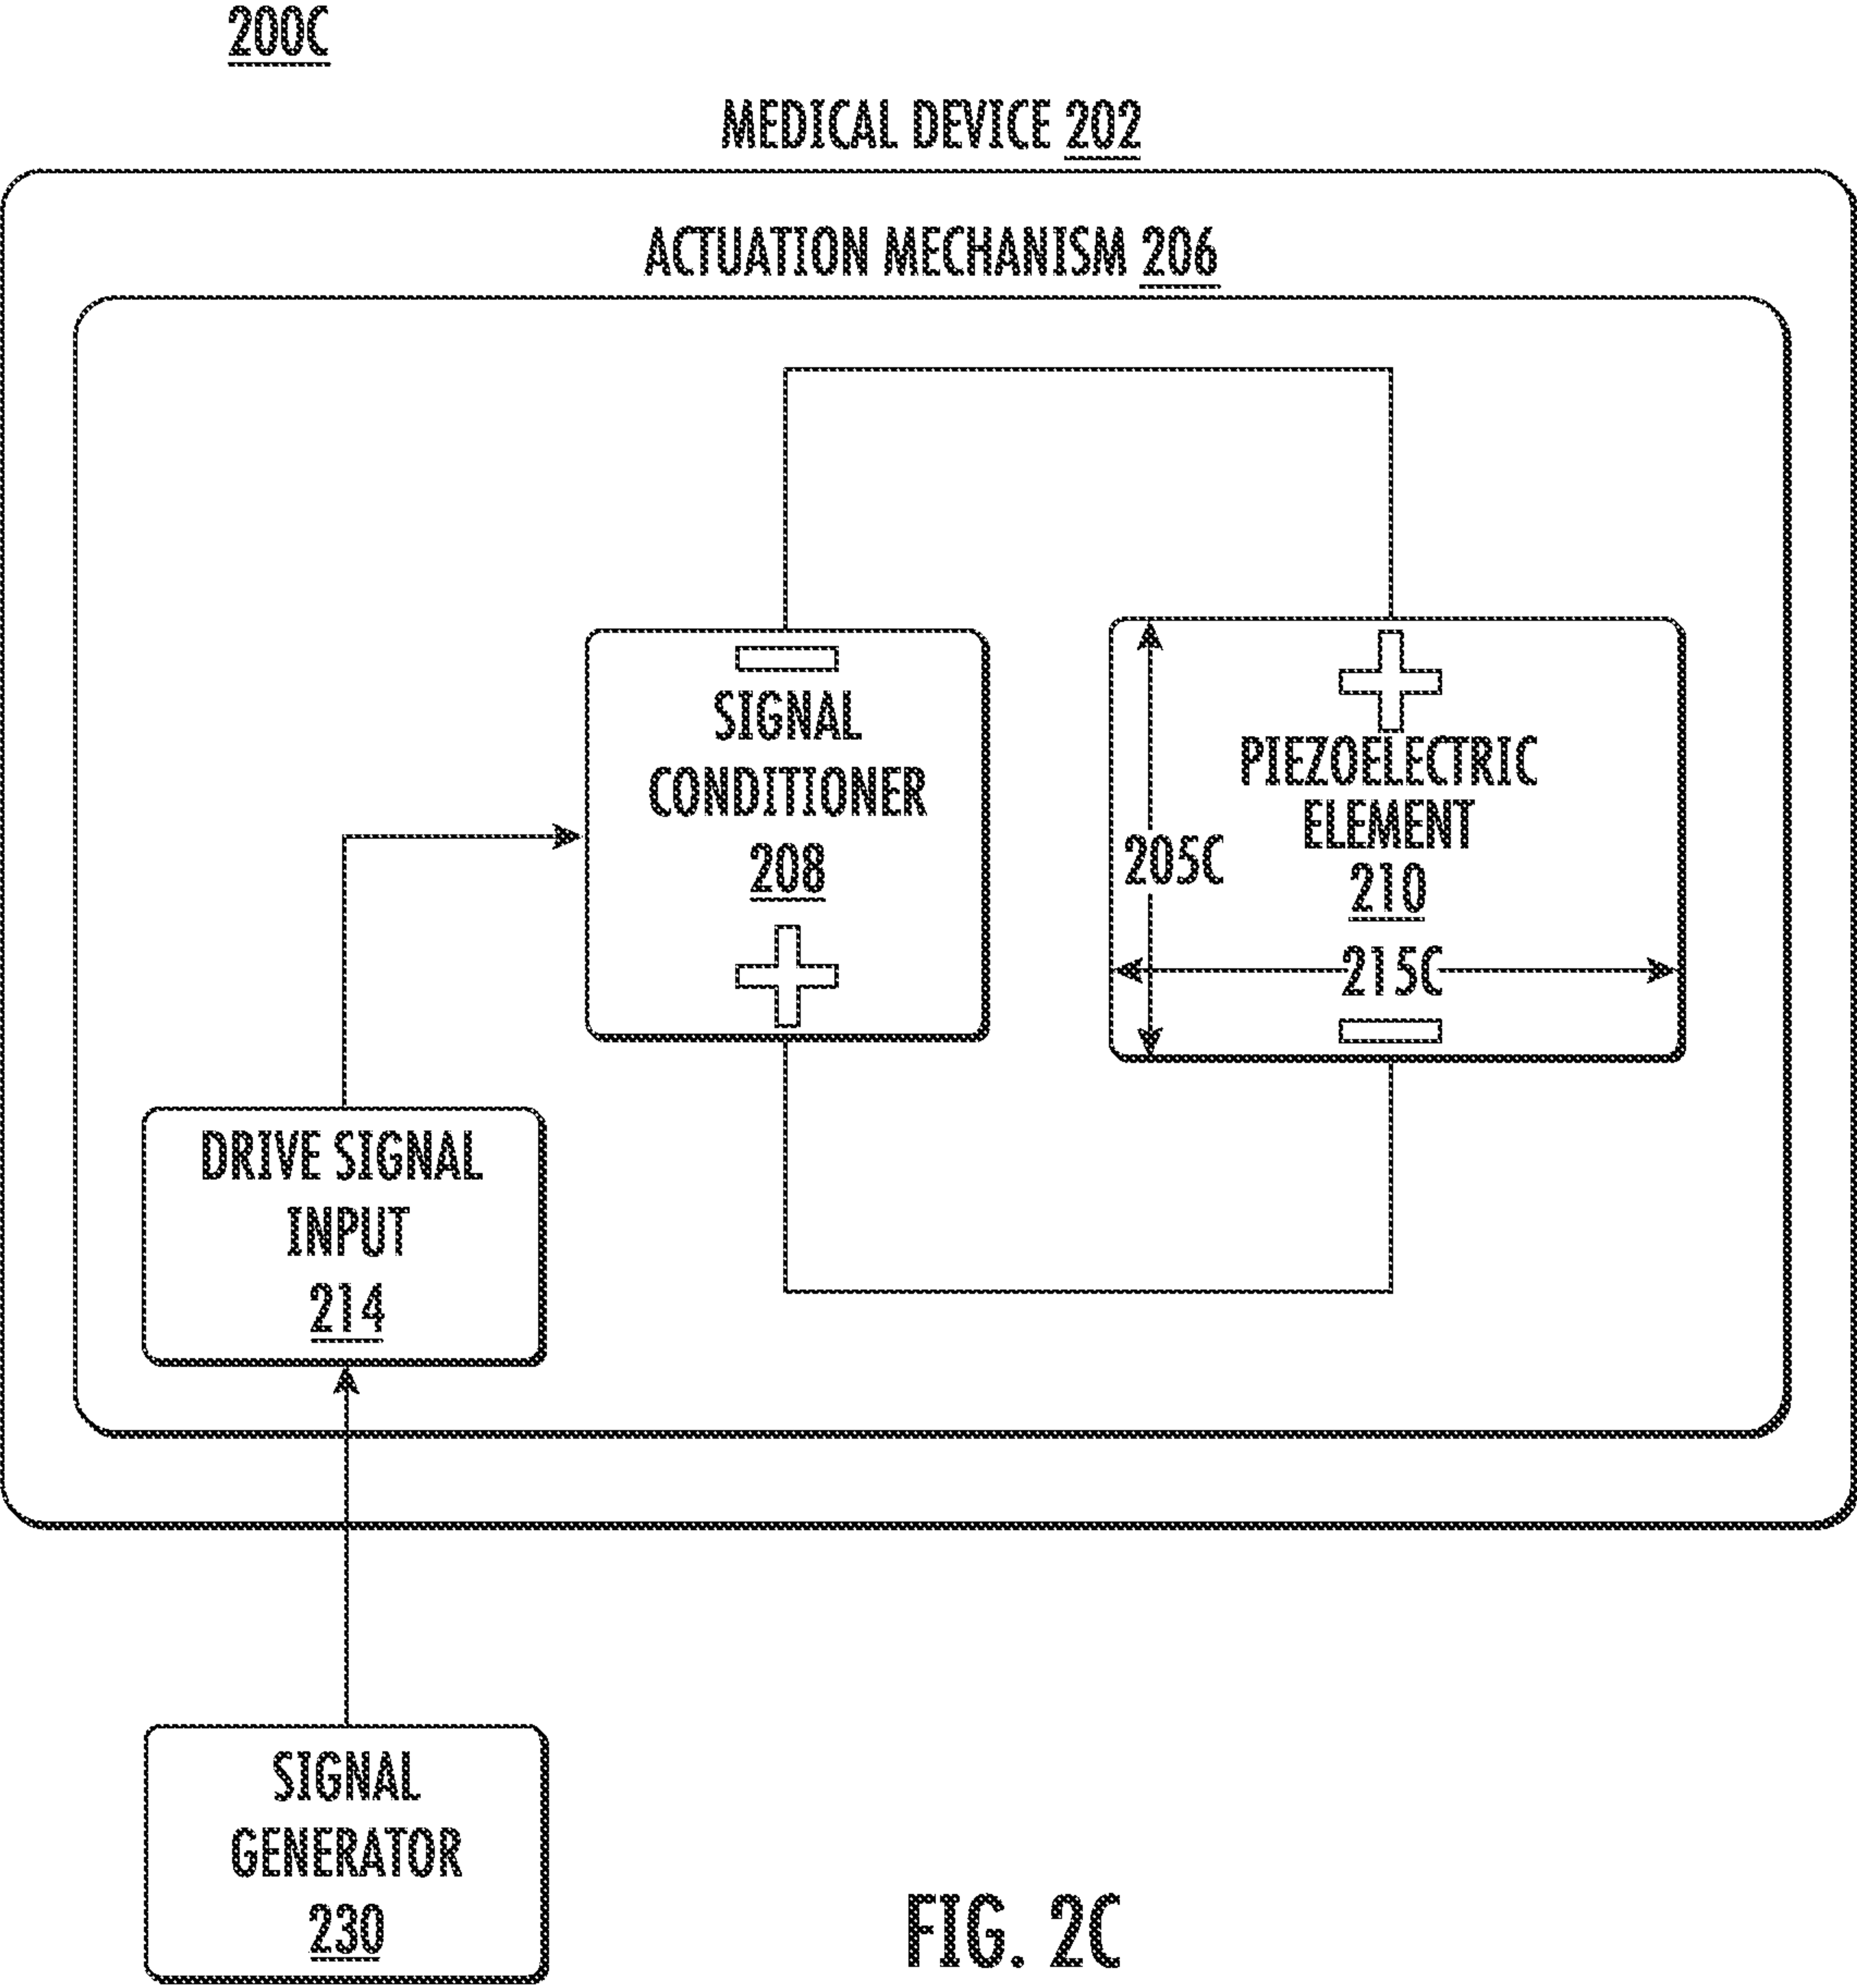 200C
MEDICAL DEVICE 202
ACTUATION MECHANISM 206
SIGNAL
CONDITIONER
208
PIEZOELECTRIC
ELEMENT
210
205C
215C
DRIVE SIGNAL
INPUT
214
SIGNAL
GENERATOR
230
FIG. 2C